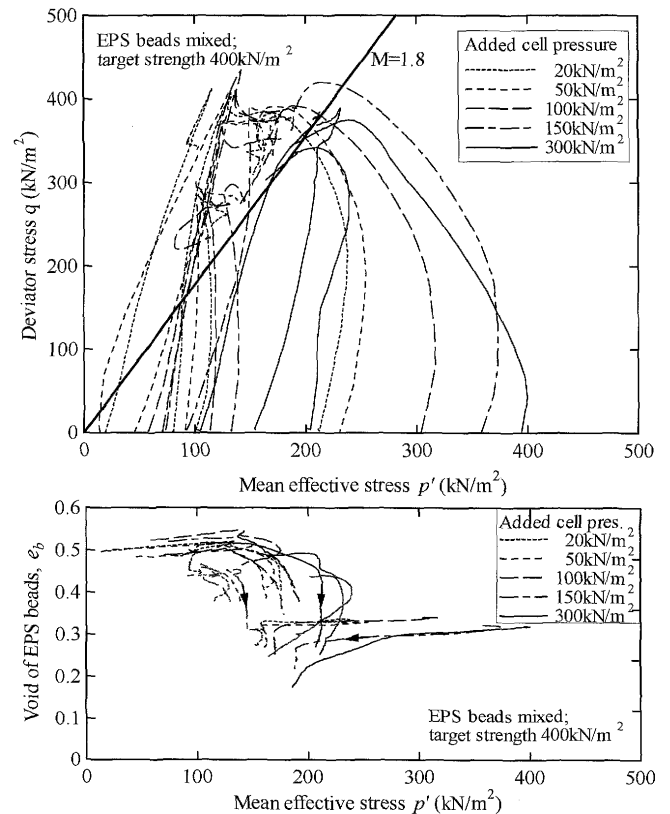 EPS beads mixed;
target strength 400kN/m²
M=1.8
Added cell pressure
20kN/m²
50kN/m²
100kN/m²
150kN/m²
300kN/m²
500
400
300
200
100
0
Deviator stress q (kN/m²)
0 100 200 300 400 500
Mean effective stress p' (kN/m²)
0.6
0.5
0.4
0.3
0.2
0.1
0
Void of EPS beads, e_b
Added cell pres.
20kN/m²
50kN/m²
100kN/m²
150kN/m²
300kN/m²
EPS beads mixed;
target strength 400kN/m²
0 100 200 300 400 500
Mean effective stress p' (kN/m²)